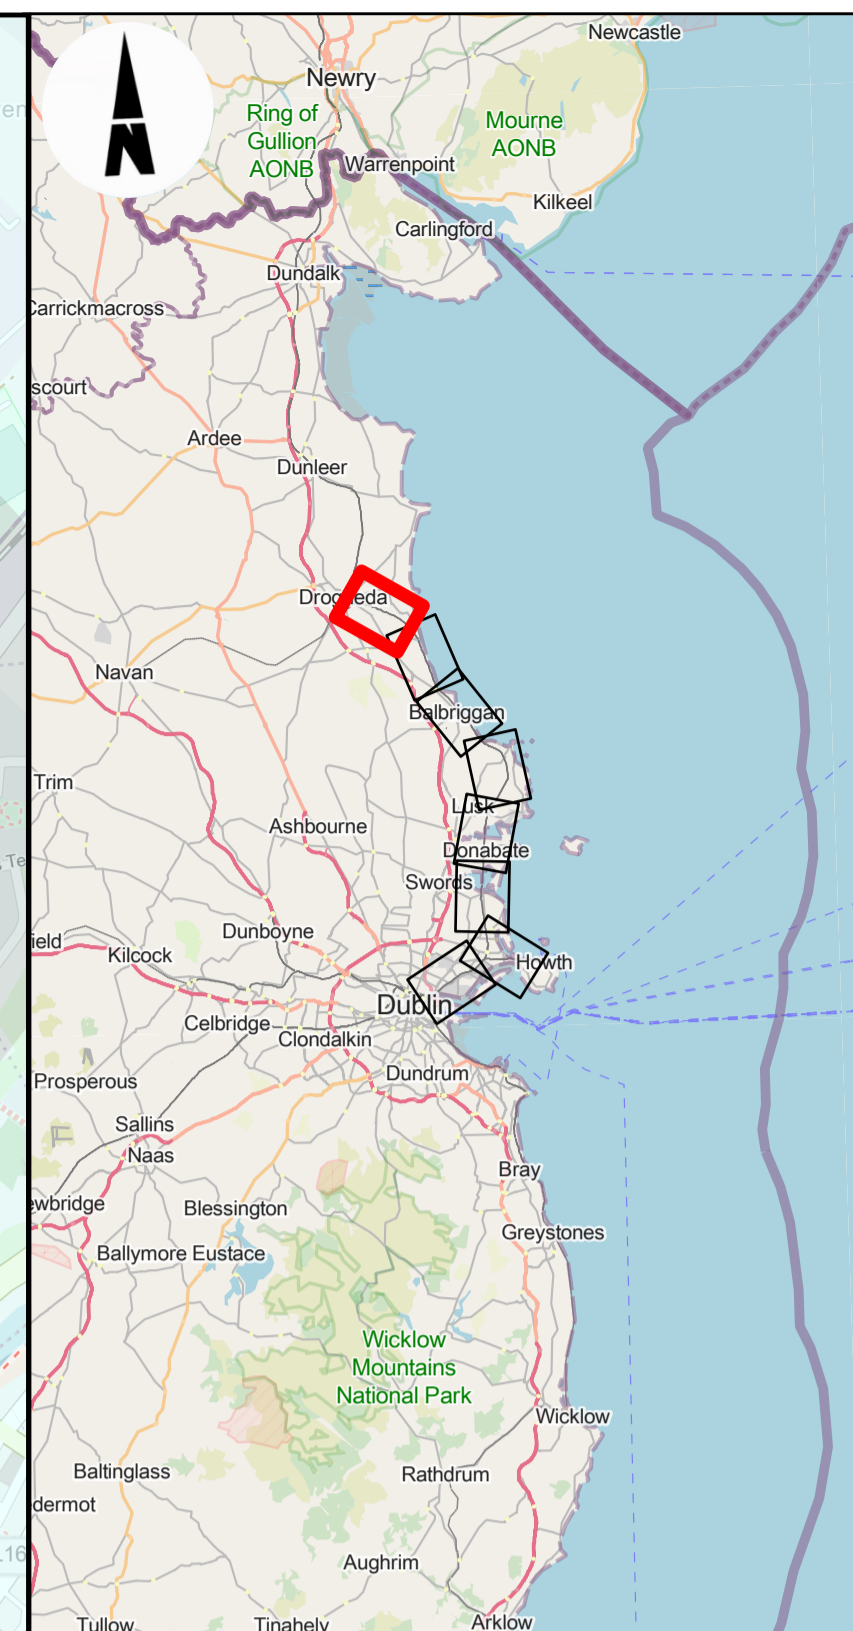 Newcastle
Newry
Ring of
Gullion
AONB
Mourne
AONB
Warrenpoint
Kilkeel
Carlingford
N
Dundalk
Carrickmacross
scourt
Ardee
Dunleer
Navan
Balbriggan
Trim
Lusk
Ashbourne
Donabate
Swords
Dunboyne
ield
Kilcock
Howth
Dublin
Celbridge
Clondalkin
Dundrum
Prosperous
Sallins
Naas
Bray
ewbridge
Blessington
Greystones
Ballymore Eustace
Wicklow
Mountains
National Park
Wicklow
Baltinglass
Rathdrum
dermot
Aughrim
Tullow
Tinahely
Arklow